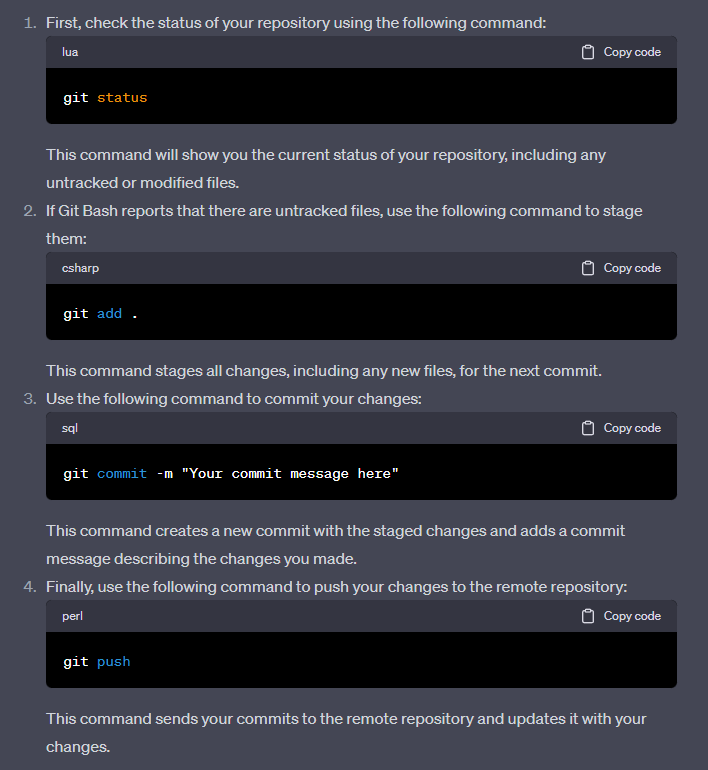 1. First, check the status of your repository using the following command:
lua Copy code
git status
This command will show you the current status of your repository, including any
untracked or modified files.
2. If Git Bash reports that there are untracked files, use the following command to stage
them:
csharp Copy code
git add .
This command stages all changes, including any new files, for the next commit.
3. Use the following command to commit your changes:
sql Copy code
git commit -m "Your commit message here"
This command creates a new commit with the staged changes and adds a commit
message describing the changes you made.
4. Finally, use the following command to push your changes to the remote repository:
perl Copy code
git push
This command sends your commits to the remote repository and updates it with your
changes.